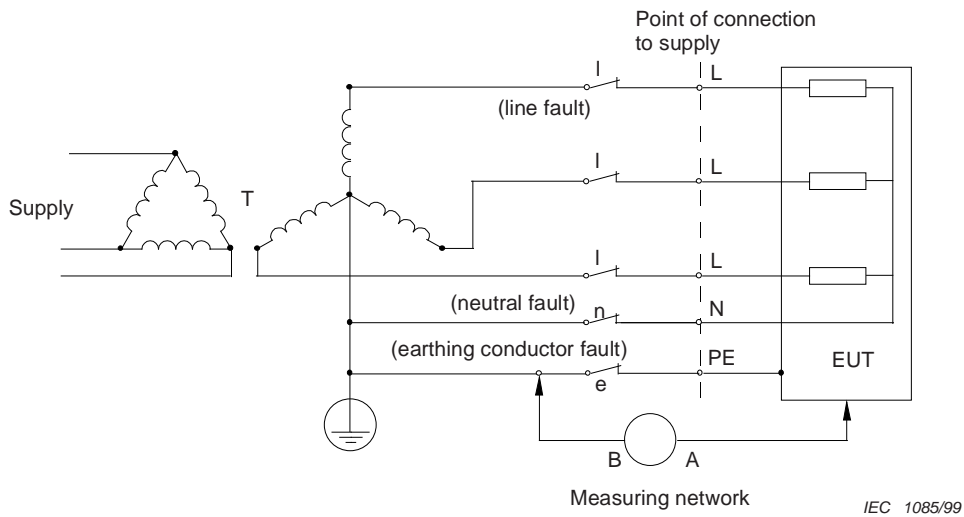 Point of connection
to supply
l
L
(line fault)
l
L
T
Supply
l
L
(neutral fault)
n
N
(earthing conductor fault)
e
PE
EUT
B
A
Measuring network
IEC 1085/99